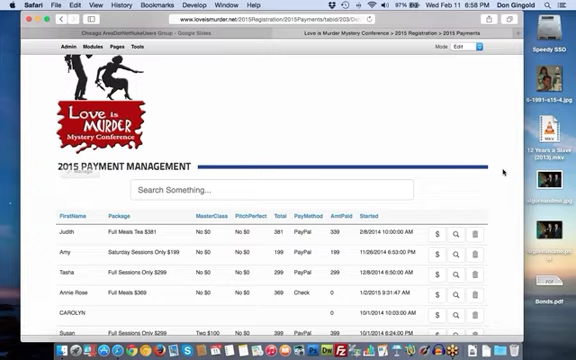 Safari File Edit View History Bookmarks Develop Window Help
97% Wed Feb 11 6:58 PM Don Gingold
www.loveismurder.net/2015Registration/2015Payments/tabid/203/De
Love is Murder Mystery Conference > 2015 Registration > 2015 Payments
Admin Modules Pages Tools
Mode: Edit
Love is
MURDER
Mystery Conference
2015 PAYMENT MANAGEMENT
Search Something...
FirstName Package MasterClass PitchPerfect Total PayMethod AmtPaid Started
Judith Full Meals Tea $381 No $0 No $0 381 PayPal 339 2/8/2014 10:00:00 AM
Amy Saturday Sessions Only $199 No $0 No $0 199 PayPal 199 11/26/2014 6:53:00 PM
Tasha Full Sessions Only $299 No $0 No $0 299 PayPal 299 12/8/2014 6:50:00 AM
Annie Rose Full Meals $369 No $0 No $0 369 Check 0 1/2/2015 9:31:47 AM
CAROLYN 0 10/1/2014 10:03:00 AM
Susan Full Sessions Only $299 Two $100 No $0 399 PayPal 399 10/1/2014 6:24:00 PM
Speedy SSD
-6-1991-s15-4.jpg
12 Years a Slave
(2013).mkv
Bonds.pdf